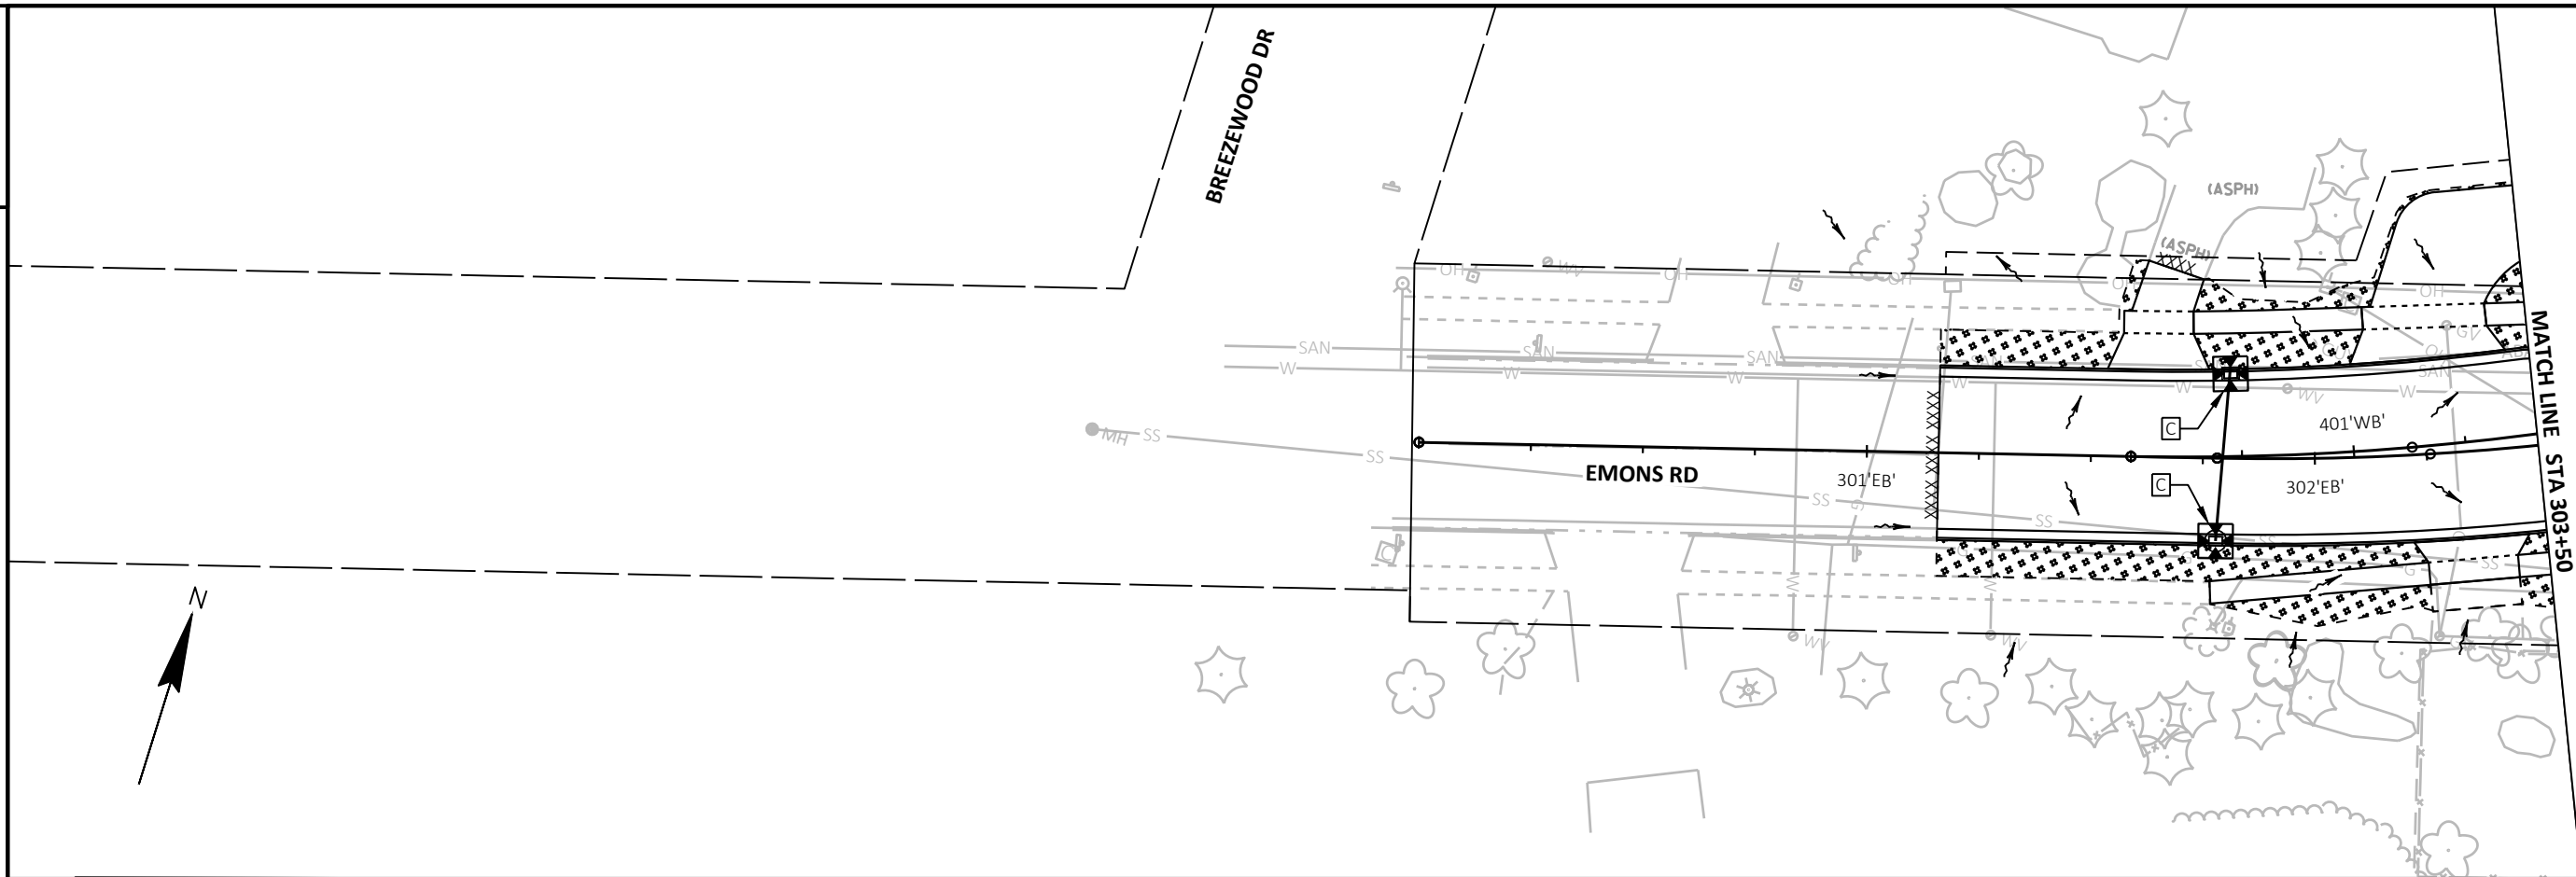 BREEZEWOOD DR
(ASPH)
(ASPH)
WV
OH
OH
OH
OH
GV
SAN
SAN
SAN
SAN
W
W
W
W
W
W
WV
MH
SS
SS
SS
SS
SS
SS
C
401'WB'
EMONS RD
301'EB'
C
302'EB'
G
G
W
W
WV
WV
N
MATCH LINE STA 303+50